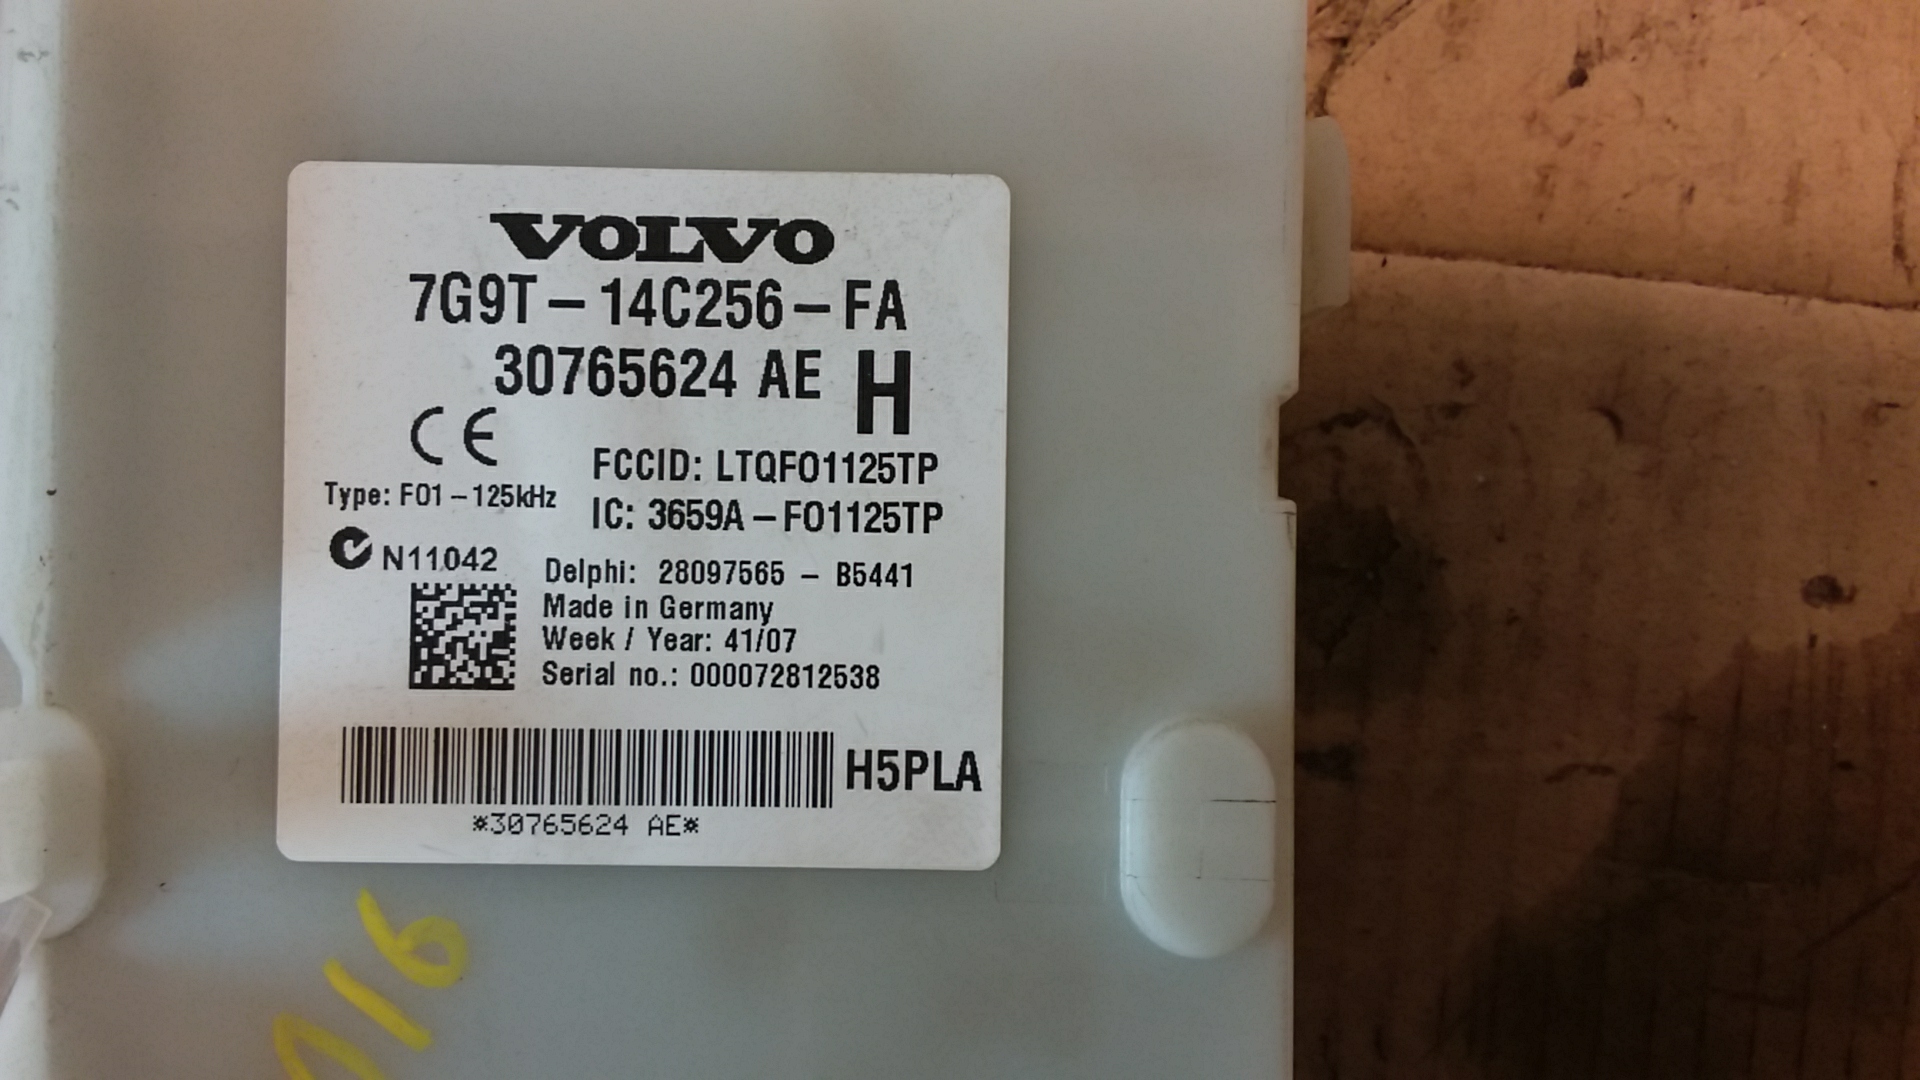 VOLVO
7G9T-14C256-FA
30765624 AE H
CE
FCCID: LTQFO1125TP
Type: FO1-125kHz
IC: 3659A-FO1125TP
N11042
Delphi: 28097565 - B5441
Made in Germany
Week / Year: 41/07
Serial no.: 000072812538
H5PLA
*30765624 AE*